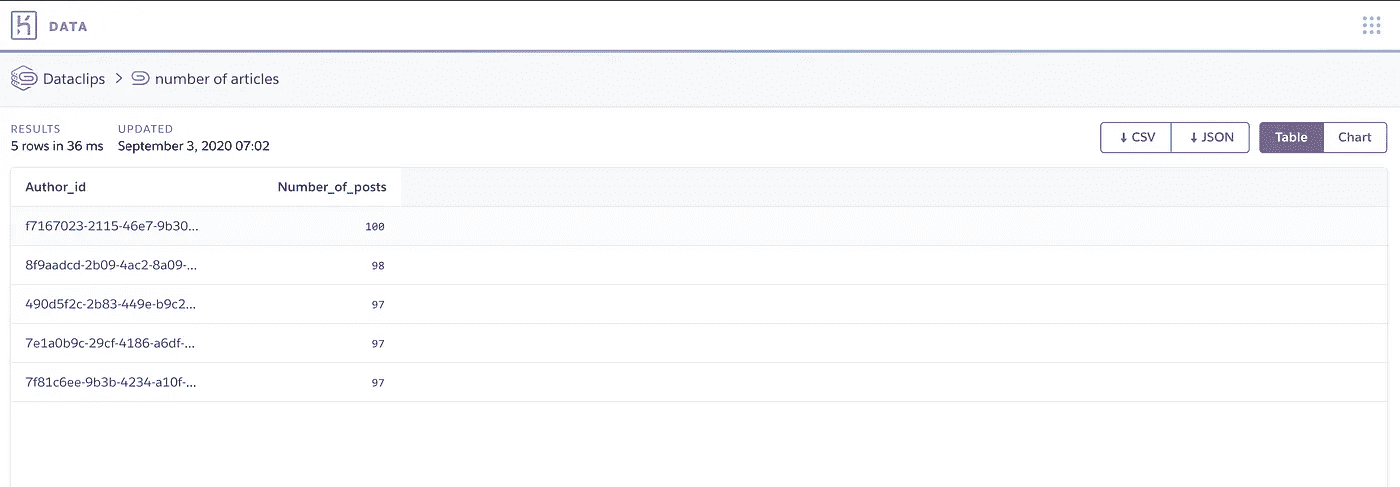 DATA
Dataclips > number of articles
RESULTS UPDATED
5 rows in 36 ms September 3, 2020 07:02
↓ CSV ↓ JSON Table Chart
Author_id Number_of_posts
f7167023-2115-46e7-9b30... 100
8f9aadcd-2b09-4ac2-8a09-... 98
490d5f2c-2b83-449e-b9c2... 97
7e1a0b9c-29cf-4186-a6df-... 97
7f81c6ee-9b3b-4234-a10f-... 97